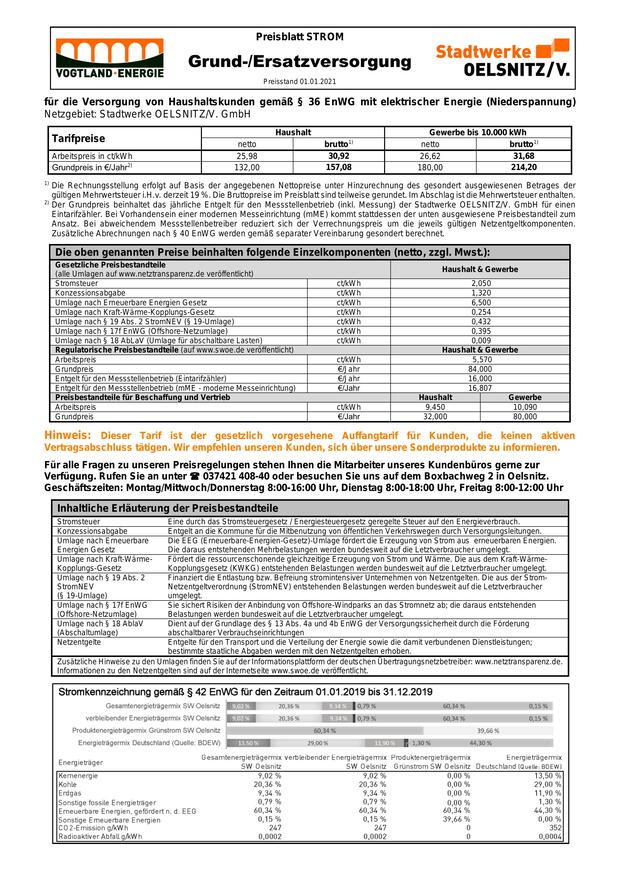 Preisblatt STROM
VOGTLAND·ENERGIE
Grund-/Ersatzversorgung
Stadtwerke
OELSNITZ/V.
Preisstand 01.01.2021
für die Versorgung von Haushaltskunden gemäß § 36 EnWG mit elektrischer Energie (Niederspannung)
Netzgebiet: Stadtwerke OELSNITZ/V. GmbH
Tarifpreise Haushalt Gewerbe bis 10.000 kWh
netto brutto1) netto brutto1)
Arbeitspreis in ct/kWh 25,98 30,92 26,62 31,68
Grundpreis in €/Jahr2) 132,00 157,08 180,00 214,20
1) Die Rechnungsstellung erfolgt auf Basis der angegebenen Nettopreise unter Hinzurechnung des gesondert ausgewiesenen Betrages der
gültigen Mehrwertsteuer i.H.v. derzeit 19 %. Die Bruttopreise im Preisblatt sind teilweise gerundet. Im Abschlag ist die Mehrwertsteuer enthalten.
2) Der Grundpreis beinhaltet das jährliche Entgelt für den Messstellenbetrieb (inkl. Messung) der Stadtwerke OELSNITZ/V. GmbH für einen
Eintarifzähler. Bei Vorhandensein einer modernen Messeinrichtung (mME) kommt stattdessen der unten ausgewiesene Preisbestandteil zum
Ansatz. Bei abweichendem Messstellenbetreiber reduziert sich der Verrechnungspreis um die jeweils gültigen Netzentgeltkomponenten.
Zusätzliche Abrechnungen nach § 40 EnWG werden gemäß separater Vereinbarung gesondert berechnet.
Die oben genannten Preise beinhalten folgende Einzelkomponenten (netto, zzgl. Mwst.):
Gesetzliche Preisbestandteile
(alle Umlagen auf www.netztransparenz.de veröffentlicht) Haushalt & Gewerbe
Stromsteuer ct/kWh 2,050
Konzessionsabgabe ct/kWh 1,320
Umlage nach Erneuerbare Energien Gesetz ct/kWh 6,500
Umlage nach Kraft-Wärme-Kopplungs-Gesetz ct/kWh 0,254
Umlage nach § 19 Abs. 2 StromNEV (§ 19-Umlage) ct/kWh 0,432
Umlage nach § 17f EnWG (Offshore-Netzumlage) ct/kWh 0,395
Umlage nach § 18 AbLaV (Umlage für abschaltbare Lasten) ct/kWh 0,009
Regulatorische Preisbestandteile (auf www.swoe.de veröffentlicht) Haushalt & Gewerbe
Arbeitspreis ct/kWh 5,570
Grundpreis €/Jahr 84,000
Entgelt für den Messstellenbetrieb (Eintarifzähler) €/Jahr 16,000
Entgelt für den Messstellenbetrieb (mME - moderne Messeinrichtung) €/Jahr 16,807
Preisbestandteile für Beschaffung und Vertrieb Haushalt Gewerbe
Arbeitspreis ct/kWh 9,450 10,090
Grundpreis €/Jahr 32,000 80,000
Hinweis: Dieser Tarif ist der gesetzlich vorgesehene Auffangtarif für Kunden, die keinen aktiven
Vertragsabschluss tätigen. Wir empfehlen unseren Kunden, sich über unsere Sonderprodukte zu informieren.
Für alle Fragen zu unseren Preisregelungen stehen Ihnen die Mitarbeiter unseres Kundenbüros gerne zur
Verfügung. Rufen Sie an unter ☎ 037421 408-40 oder besuchen Sie uns auf dem Boxbachweg 2 in Oelsnitz.
Geschäftszeiten: Montag/Mittwoch/Donnerstag 8:00-16:00 Uhr, Dienstag 8:00-18:00 Uhr, Freitag 8:00-12:00 Uhr
Inhaltliche Erläuterung der Preisbestandteile
Stromsteuer Eine durch das Stromsteuergesetz / Energiesteuergesetz geregelte Steuer auf den Energieverbrauch.
Konzessionsabgabe Entgelt an die Kommune für die Mitbenutzung von öffentlichen Verkehrswegen durch Versorgungsleitungen.
Umlage nach Erneuerbare Die EEG (Erneuerbare-Energien-Gesetz)-Umlage fördert die Erzeugung von Strom aus erneuerbaren Energien.
Energien Gesetz Die daraus entstehenden Mehrbelastungen werden bundesweit auf die Letztverbraucher umgelegt.
Umlage nach Kraft-Wärme- Fördert die ressourcenschonende gleichzeitige Erzeugung von Strom und Wärme. Die aus dem Kraft-Wärme-
Kopplungs-Gesetz Kopplungsgesetz (KWKG) entstehenden Belastungen werden bundesweit auf die Letztverbraucher umgelegt.
Umlage nach § 19 Abs. 2 Finanziert die Entlastung bzw. Befreiung stromintensiver Unternehmen von Netzentgelten. Die aus der Strom-
StromNEV Netzentgeltverordnung (StromNEV) entstehenden Belastungen werden bundesweit auf die Letztverbraucher
(§ 19-Umlage) umgelegt.
Umlage nach § 17f EnWG Sie sichert Risiken der Anbindung von Offshore-Windparks an das Stromnetz ab; die daraus entstehenden
(Offshore-Netzumlage) Belastungen werden bundesweit auf die Letztverbraucher umgelegt.
Umlage nach § 18 AblaV Dient auf der Grundlage des § 13 Abs. 4a und 4b EnWG der Versorgungssicherheit durch die Förderung
(Abschaltumlage) abschaltbarer Verbrauchseinrichtungen
Netzentgelte Entgelte für den Transport und die Verteilung der Energie sowie die damit verbundenen Dienstleistungen;
bestimmte staatliche Abgaben werden mit den Netzentgelten erhoben.
Zusätzliche Hinweise zu den Umlagen finden Sie auf der Informationsplattform der deutschen Übertragungsnetzbetreiber: www.netztransparenz.de.
Informationen zu den Netzentgelten sind auf der Internetseite www.swoe.de veröffentlicht.
Stromkennzeichnung gemäß § 42 EnWG für den Zeitraum 01.01.2019 bis 31.12.2019
Gesamtenergieträgermix SW Oelsnitz 9,02 % 20,36 % 9,34 % 0,79 % 60,34 % 0,15 %
verbleibender Energieträgermix SW Oelsnitz 9,02 % 20,36 % 9,34 % 0,79 % 60,34 % 0,15 %
Produktenergieträgermix Grünstrom SW Oelsnitz 60,34 % 39,66 %
Energieträgermix Deutschland (Quelle: BDEW) 13,50 % 29,00 % 11,90 % 1,30 % 44,30 %
Energieträger Gesamtenergieträgermix verbleibender Energieträgermix Produktenergieträgermix Energieträgermix
SW Oelsnitz SW Oelsnitz Grünstrom SW Oelsnitz Deutschland (Quelle: BDEW)
Kernenergie 9,02 % 9,02 % 0,00 % 13,50 %
Kohle 20,36 % 20,36 % 0,00 % 29,00 %
Erdgas 9,34 % 9,34 % 0,00 % 11,90 %
Sonstige fossile Energieträger 0,79 % 0,79 % 0,00 % 1,30 %
Erneuerbare Energien, gefördert n. d. EEG 60,34 % 60,34 % 60,34 % 44,30 %
Sonstige Erneuerbare Energien 0,15 % 0,15 % 39,66 % 0,00 %
CO2-Emission g/kWh 247 247 0 352
Radioaktiver Abfall g/kWh 0,0002 0,0002 0 0,0004